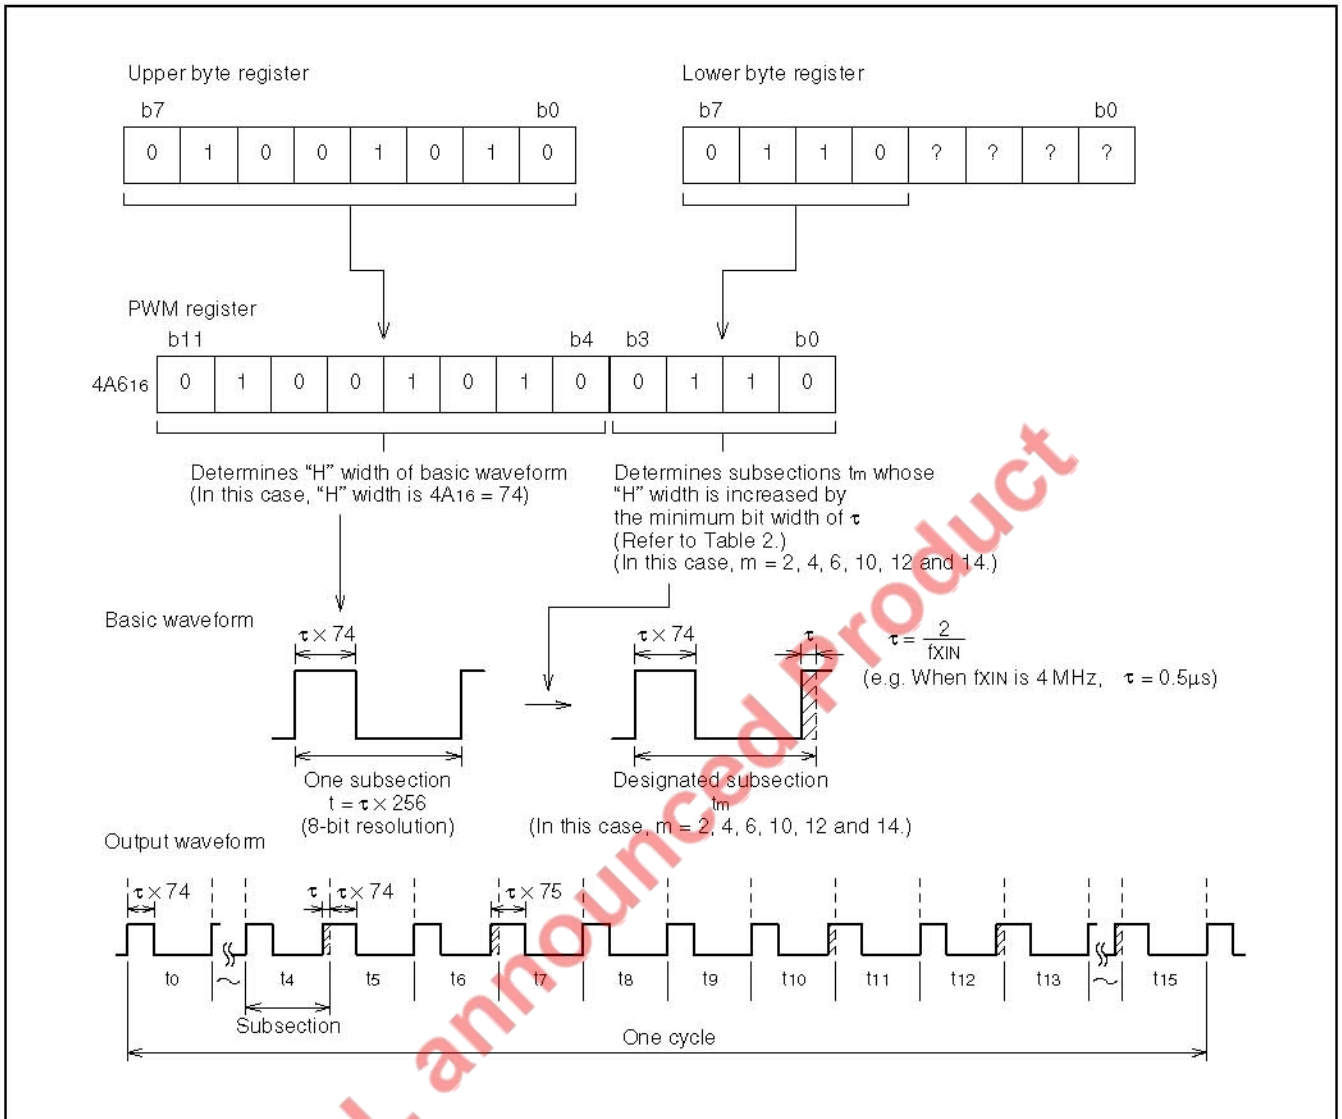 Upper byte register
Lower byte register
b7 b0
b7 b0
0 1 0 0 1 0 1 0
0 1 1 0 ? ? ? ?
PWM register
b11 b4 b3 b0
4A616 0 1 0 0 1 0 1 0 0 1 1 0
Determines “H” width of basic waveform
(In this case, “H” width is 4A16 = 74)
Determines subsections tm whose
“H” width is increased by
the minimum bit width of τ
(Refer to Table 2.)
(In this case, m = 2, 4, 6, 10, 12 and 14.)
Basic waveform
τ × 74
τ × 74
τ
τ = 2
fXIN
(e.g. When fXIN is 4 MHz, τ = 0.5μs)
One subsection
t = τ × 256
(8-bit resolution)
Designated subsection
tm
(In this case, m = 2, 4, 6, 10, 12 and 14.)
Output waveform
τ × 74 τ τ × 74 τ × 75
t0 ~ t4 t5 t6 t7 t8 t9 t10 t11 t12 t13 ~ t15
Subsection
One cycle
announced Product